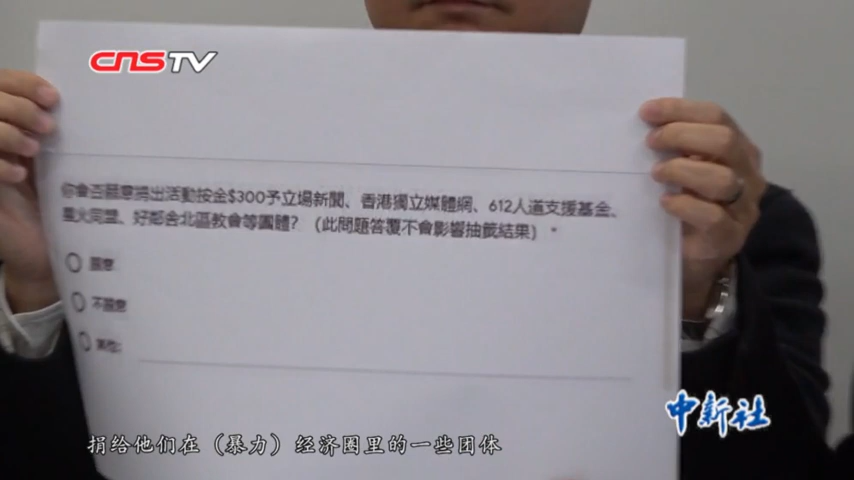 CNSTV
你會否願意捐出活動按金$300予立場新聞、香港獨立媒體網、612人道支援基金、
星火同盟、好鄰舍北區教會等團體？（此問題答覆不會影響抽籤結果）。
願意
不願意
其他:
中新社
捐给他们在（暴力）经济圈里的一些团体